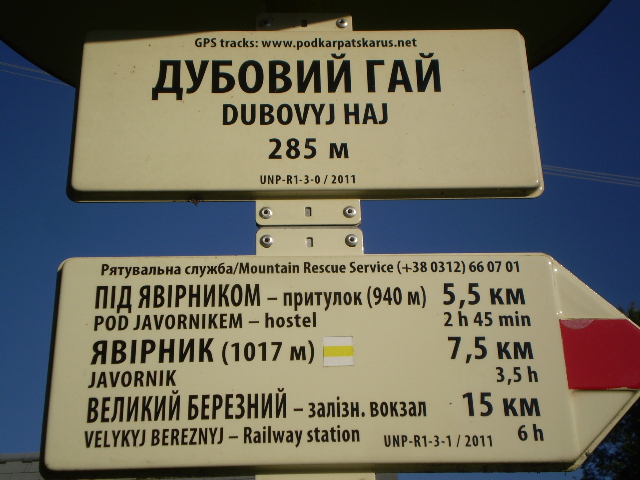 GPS tracks: www.podkarpatskarus.net
ДУБОВИЙ ГАЙ
DUBOVYJ HAJ
285 м
UNP-R1-3-0 / 2011
Рятувальна служба/Mountain Rescue Service (+38 0312) 66 07 01
ПІД ЯВІРНИКОМ – притулок (940 м) 5,5 км
POD JAVORNIKEM – hostel 2 h 45 min
ЯВІРНИК (1017 м) 7,5 км
JAVORNIK 3,5 h
ВЕЛИКИЙ БЕРЕЗНИЙ – залізн. вокзал 15 км
VELYKYJ BEREZNYJ – Railway station UNP-R1-3-1 / 2011 6 h